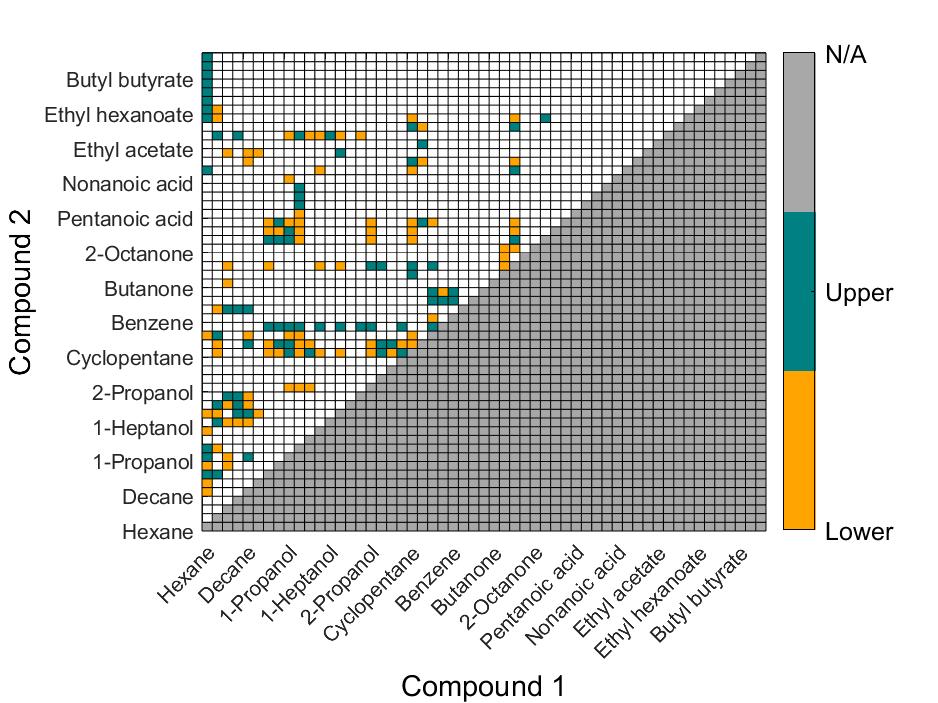 N/A
Upper
Lower
Compound 2
Butyl butyrate
Ethyl hexanoate
Ethyl acetate
Nonanoic acid
Pentanoic acid
2-Octanone
Butanone
Benzene
Cyclopentane
2-Propanol
1-Heptanol
1-Propanol
Decane
Hexane
Hexane
Decane
1-Propanol
1-Heptanol
2-Propanol
Cyclopentane
Benzene
Butanone
2-Octanone
Pentanoic acid
Nonanoic acid
Ethyl acetate
Ethyl hexanoate
Butyl butyrate
Compound 1